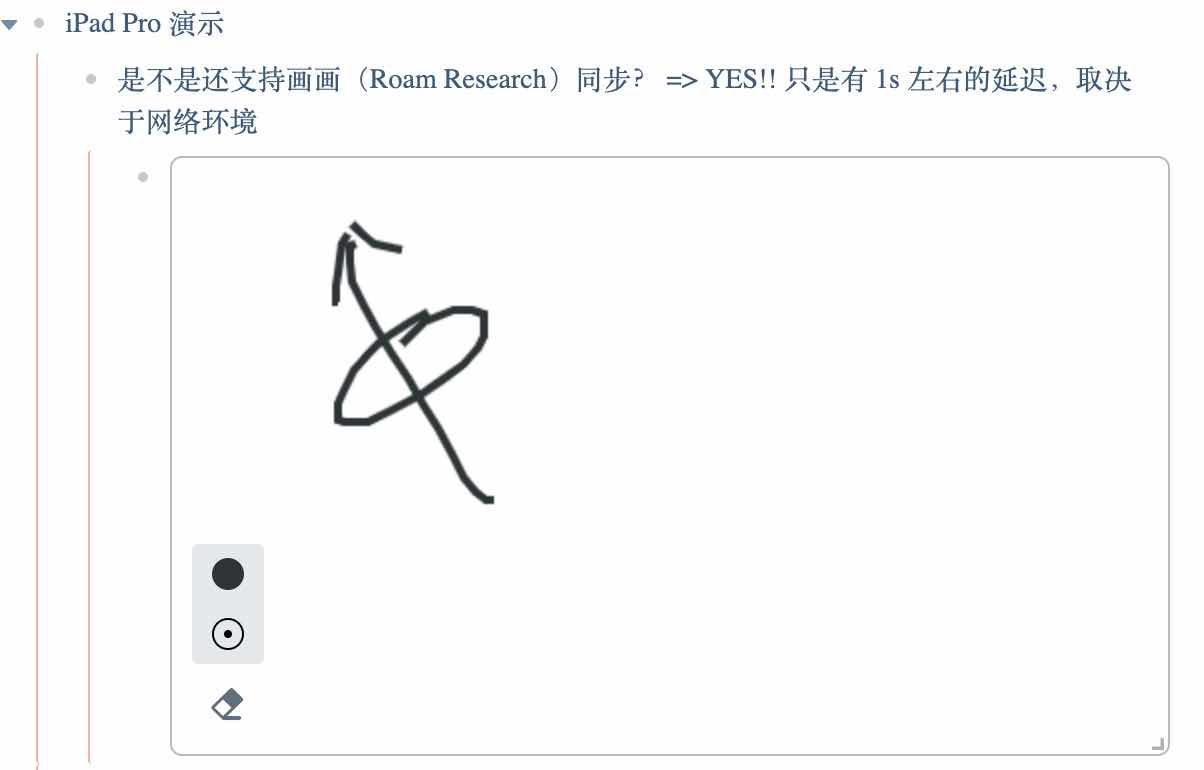 iPad Pro 演示
是不是还支持画画（Roam Research）同步？ => YES!! 只是有 1s 左右的延迟，取决
于网络环境